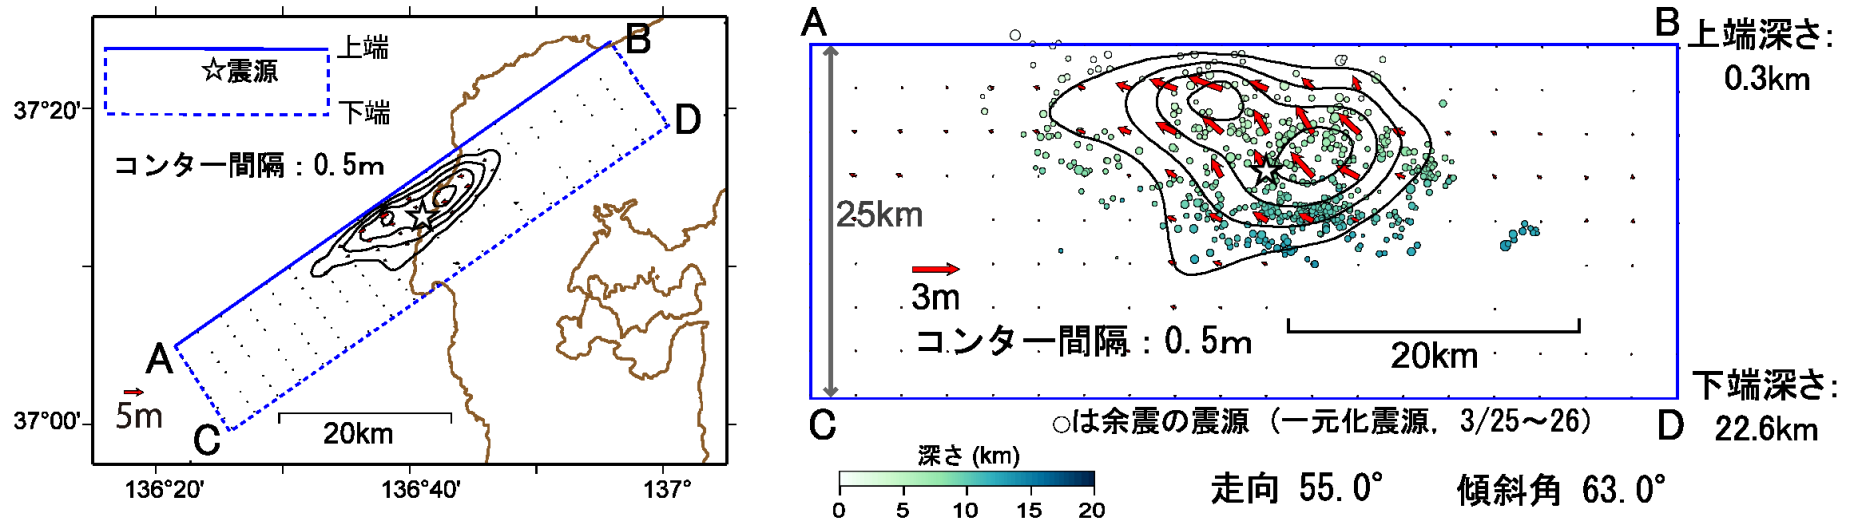 上端
☆震源
下端
コンター間隔：0.5m
37°20'
37°00'
136°20'
136°40'
137°
A
B
C
D
5m
20km
A
B
C
D
25km
3m
コンター間隔：0.5m
20km
上端深さ:
0.3km
下端深さ:
22.6km
○は余震の震源（一元化震源，3/25～26）
深さ (km)
0 5 10 15 20
走向 55.0° 傾斜角 63.0°